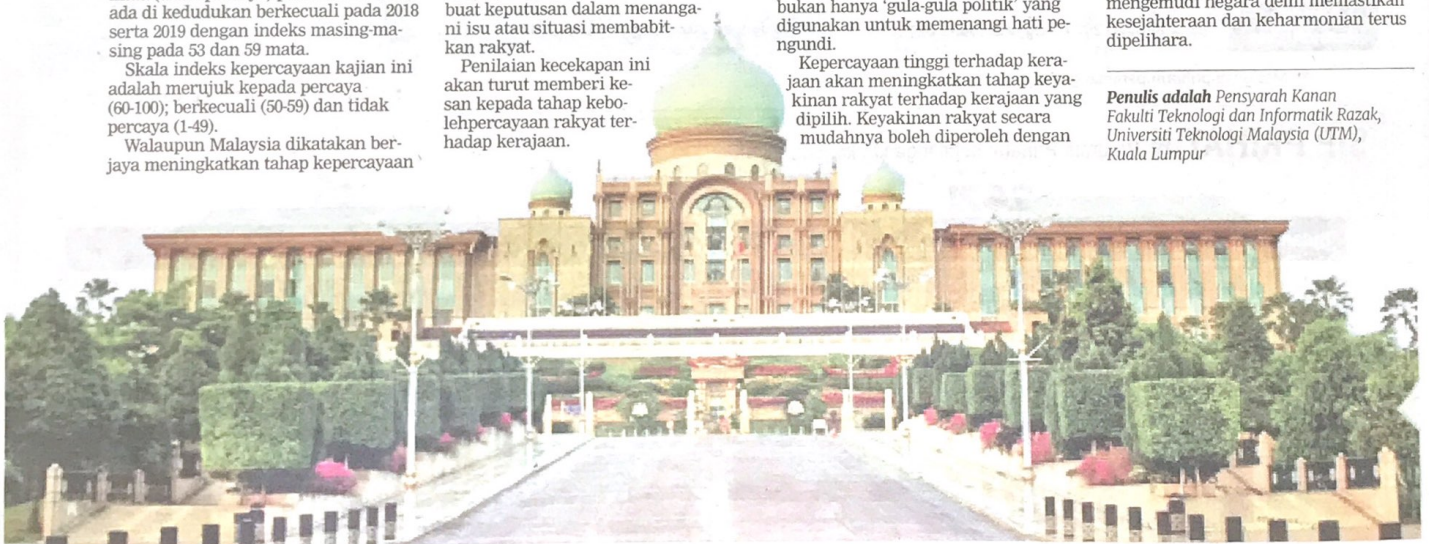 ada di kedudukan berkecuali pada 2018
serta 2019 dengan indeks masing-ma-
sing pada 53 dan 59 mata.
Skala indeks kepercayaan kajian ini
adalah merujuk kepada percaya
(60-100); berkecuali (50-59) dan tidak
percaya (1-49).
Walaupun Malaysia dikatakan ber-
jaya meningkatkan tahap kepercayaan
buat keputusan dalam menanga-
ni isu atau situasi membabit-
kan rakyat.
Penilaian kecekapan ini
akan turut memberi ke-
san kepada tahap kebo-
lehpercayaan rakyat ter-
hadap kerajaan.
bukan hanya 'gula-gula politik' yang
digunakan untuk memenangi hati pe-
ngundi.
Kepercayaan tinggi terhadap kera-
jaan akan meningkatkan tahap keya-
kinan rakyat terhadap kerajaan yang
dipilih. Keyakinan rakyat secara
mudahnya boleh diperoleh dengan
mengemudi negara demi memastikan
kesejahteraan dan keharmonian terus
dipelihara.
Penulis adalah Pensyarah Kanan
Fakulti Teknologi dan Informatik Razak,
Universiti Teknologi Malaysia (UTM),
Kuala Lumpur